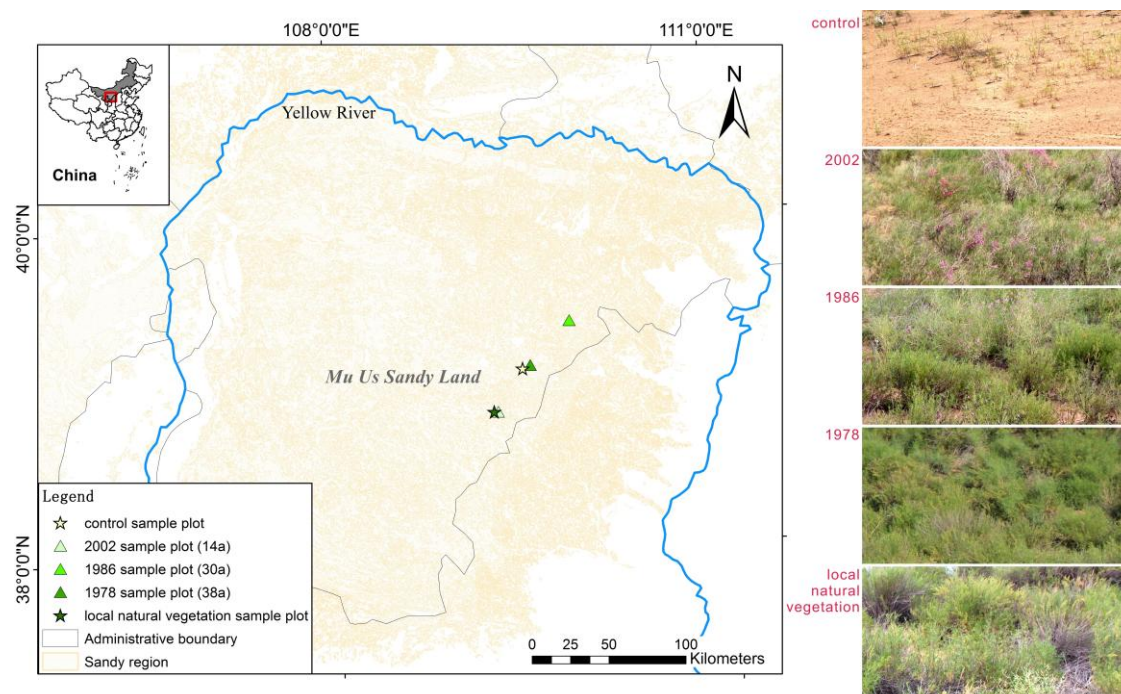 108°0'0"E
111°0'0"E
China
Yellow River
N
40°0'0"N
38°0'0"N
Mu Us Sandy Land
Legend
control sample plot
2002 sample plot (14a)
1986 sample plot (30a)
1978 sample plot (38a)
local natural vegetation sample plot
Administrative boundary
Sandy region
0 25 50 100
Kilometers
control
2002
1986
1978
local
natural
vegetation